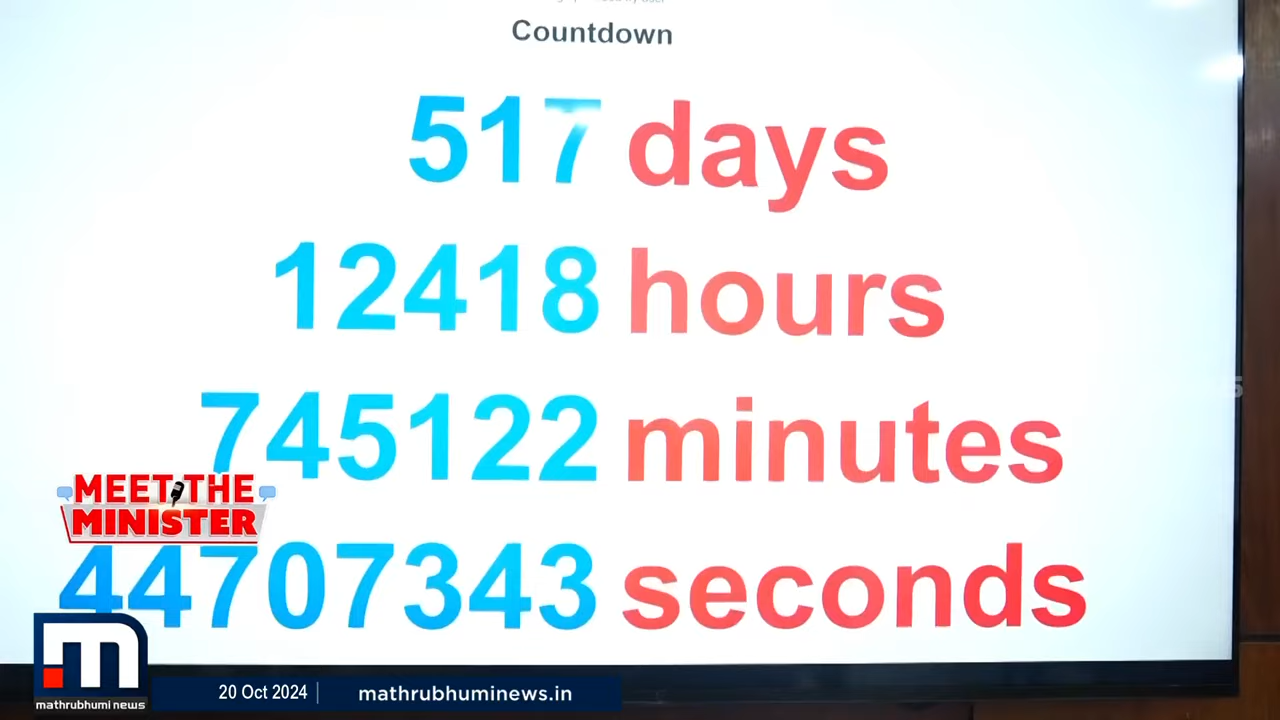 Countdown
517 days
12418 hours
745122 minutes
MEET THE
MINISTER
44707343 seconds
mathrubhumi news
20 Oct 2024
mathrubhuminews.in